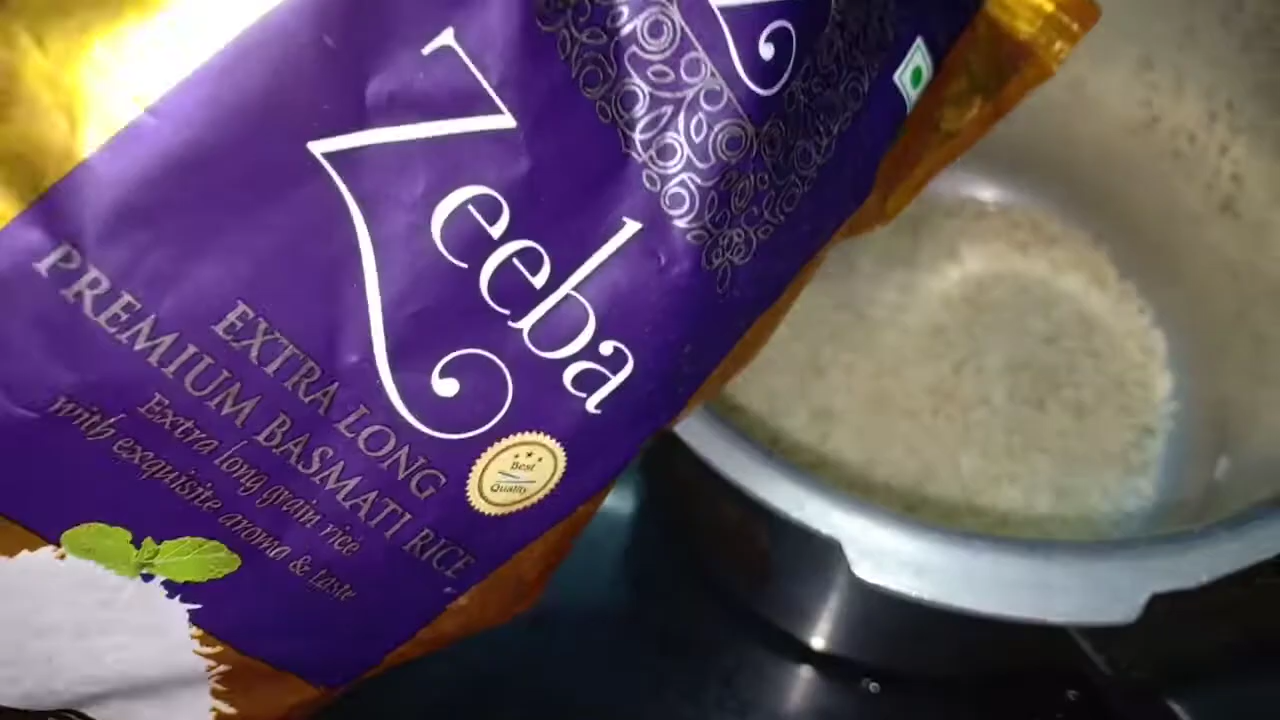 Zeeba
EXTRA LONG
PREMIUM BASMATI RICE
Extra long grain rice
with exquisite aroma & taste
Best
Quality